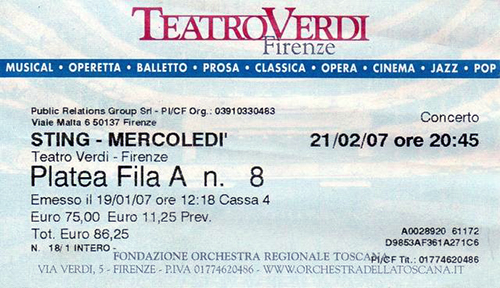 TEATROVERDI
Firenze
MUSICAL • OPERETTA • BALLETTO • PROSA • CLASSICA • OPERA • CINEMA • JAZZ • POP
Public Relations Group Srl - PI/CF Org.: 03910330483
Viale Malta 6 50137 Firenze
Concerto
STING - MERCOLEDI' 21/02/07 ore 20:45
Teatro Verdi - Firenze
Platea Fila A n. 8
Emesso il 19/01/07 ore 12:18 Cassa 4
Euro 75,00 Euro 11,25 Prev.
Tot. Euro 86,25
A0028920 61172
D9853AF361A271C6
N. 18/1 INTERO -
PI/CF Tit.: 01774620486
FONDAZIONE ORCHESTRA REGIONALE TOSCANA
VIA VERDI, 5 - FIRENZE - P.IVA 01774620486 - WWW.ORCHESTRADELLATOSCANA.IT